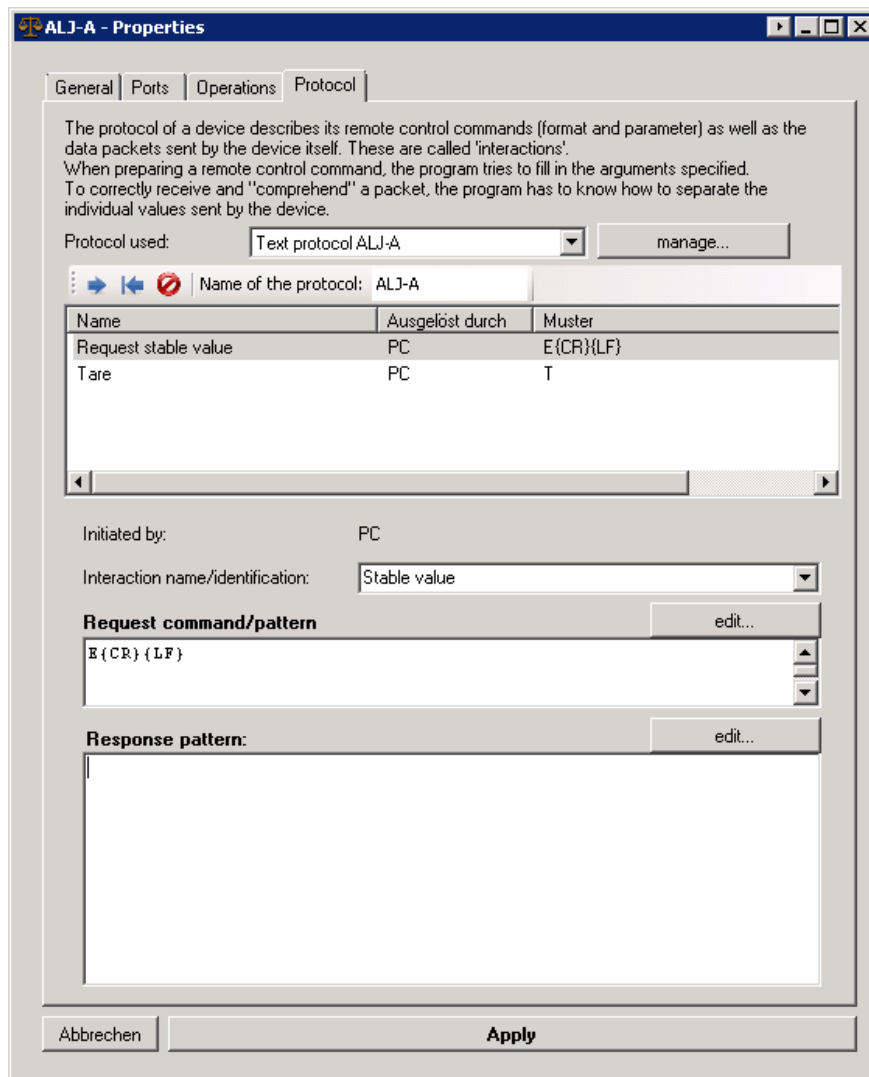 ALJ-A - Properties
General Ports Operations Protocol
The protocol of a device describes its remote control commands (format and parameter) as well as the
data packets sent by the device itself. These are called 'interactions'.
When preparing a remote control command, the program tries to fill in the arguments specified.
To correctly receive and "comprehend" a packet, the program has to know how to separate the
individual values sent by the device.
Protocol used: Text protocol ALJ-A manage...
Name of the protocol: ALJ-A
Name Ausgelöst durch Muster
Request stable value PC E{CR}{LF}
Tare PC T
Initiated by: PC
Interaction name/identification: Stable value
Request command/pattern edit...
E{CR}{LF}
Response pattern: edit...
Abbrechen Apply